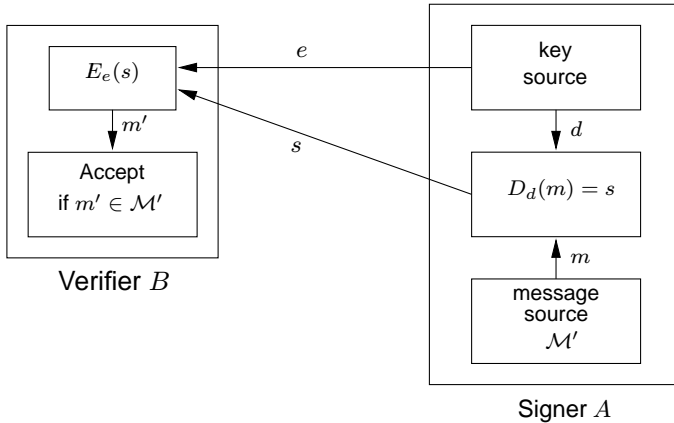 E_e(s)
m′
Accept
if m′ ∈ ℳ′
Verifier B
e
s
key
source
d
D_d(m) = s
m
message
source
ℳ′
Signer A